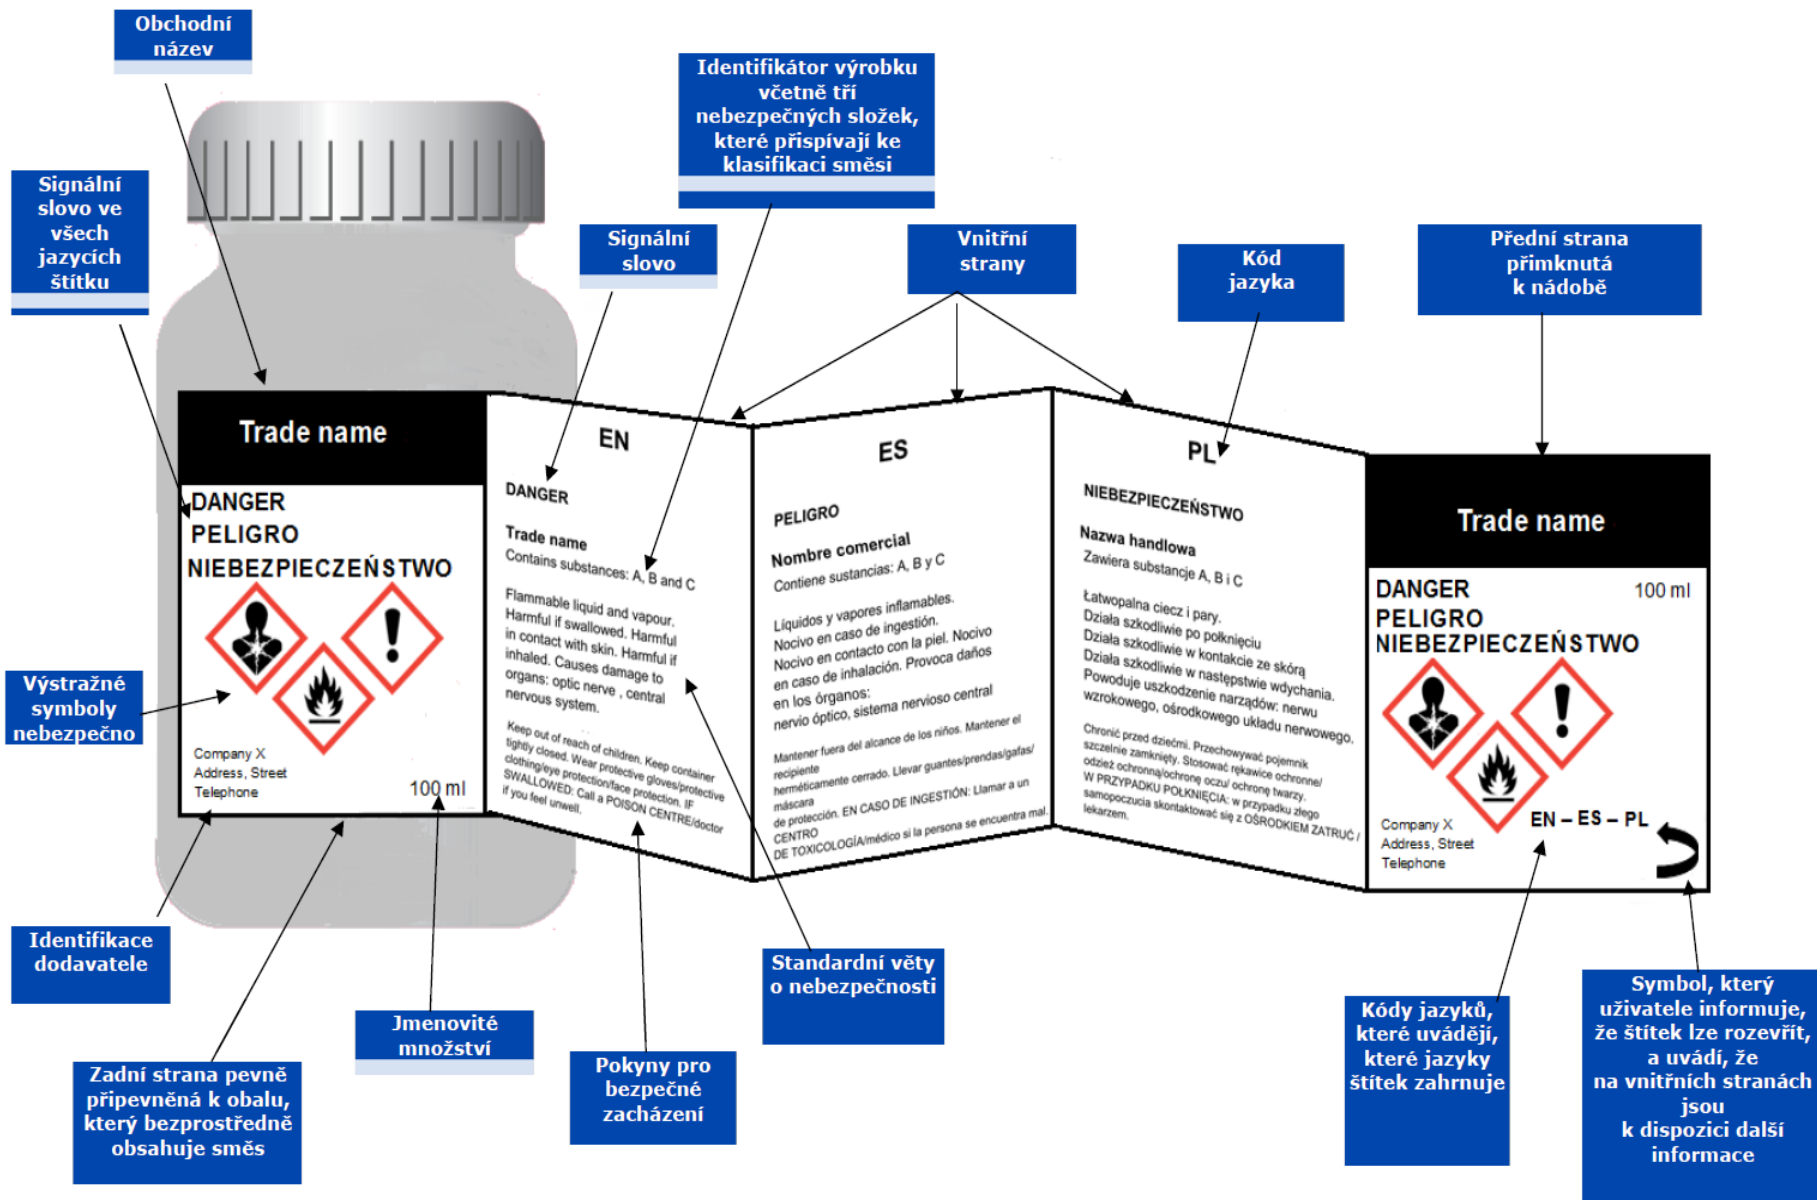 Obchodní
název
Identifikátor výrobku
včetně tří
nebezpečných složek,
které přispívají ke
klasifikaci směsi
Signální
slovo ve
všech
jazycích
štítku
Signální
slovo
Vnitřní
strany
Kód
jazyka
Přední strana
přimknutá
k nádobě
Trade name
DANGER
PELIGRO
NIEBEZPIECZEŃSTWO
Company X
Address, Street
Telephone
100 ml
EN
DANGER
Trade name
Contains substances: A, B and C
Flammable liquid and vapour.
Harmful if swallowed. Harmful
in contact with skin. Harmful if
inhaled. Causes damage to
organs: optic nerve , central
nervous system.
Keep out of reach of children. Keep container
tightly closed. Wear protective gloves/protective
clothing/eye protection/face protection. IF
SWALLOWED: Call a POISON CENTRE/doctor
if you feel unwell.
ES
PELIGRO
Nombre comercial
Contiene sustancias: A, B y C
Líquidos y vapores inflamables.
Nocivo en caso de ingestión.
Nocivo en contacto con la piel. Nocivo
en caso de inhalación. Provoca daños
en los órganos:
nervio óptico, sistema nervioso central
Mantener fuera del alcance de los niños. Mantener el
recipiente
herméticamente cerrado. Llevar guantes/prendas/gafas/
máscara
de protección. EN CASO DE INGESTIÓN: Llamar a un
CENTRO
DE TOXICOLOGÍA/médico si la persona se encuentra mal.
PL
NIEBEZPIECZEŃSTWO
Nazwa handlowa
Zawiera substancje A, B i C
Łatwopalna ciecz i pary.
Działa szkodliwie po połknięciu
Działa szkodliwie w kontakcie ze skórą
Działa szkodliwie w następstwie wdychania.
Powoduje uszkodzenie narządów: nerwu
wzrokowego, ośrodkowego układu nerwowego.
Chronić przed dziećmi. Przechowywać pojemnik
szczelnie zamknięty. Stosować rękawice ochronne/
odzież ochronną/ochronę oczu/ ochronę twarzy.
W PRZYPADKU POŁKNIĘCIA: w przypadku złego
samopoczucia skontaktować się z OŚRODKIEM ZATRUĆ /
lekarzem.
Trade name
DANGER
100 ml
PELIGRO
NIEBEZPIECZEŃSTWO
EN – ES – PL
Company X
Address, Street
Telephone
Výstražné
symboly
nebezpečno
Identifikace
dodavatele
Jmenovité
množství
Zadní strana pevně
připevněná k obalu,
který bezprostředně
obsahuje směs
Pokyny pro
bezpečné
zacházení
Standardní věty
o nebezpečnosti
Kódy jazyků,
které uvádějí,
které jazyky
štítek zahrnuje
Symbol, který
uživatele informuje,
že štítek lze rozevřít,
a uvádí, že
na vnitřních stranách
jsou
k dispozici další
informace